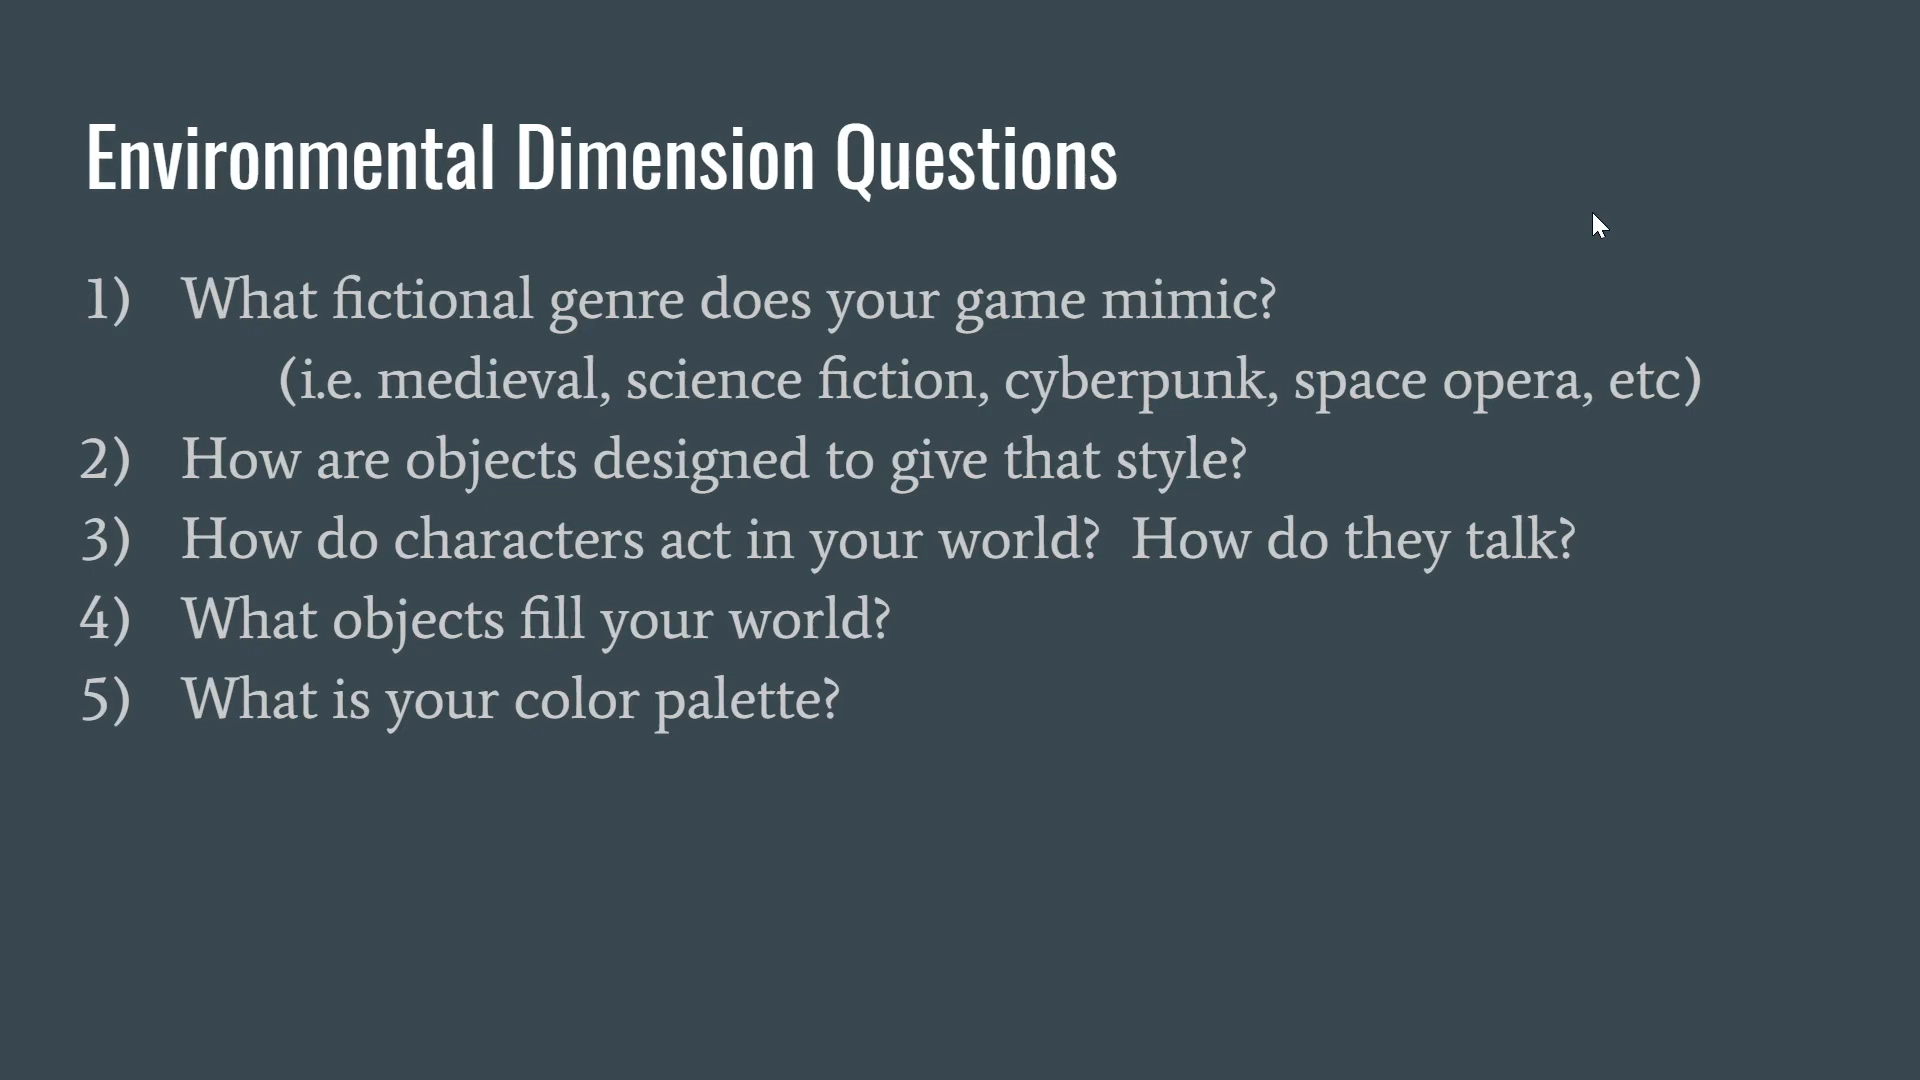 Environmental Dimension Questions
1) What fictional genre does your game mimic?
(i.e. medieval, science fiction, cyberpunk, space opera, etc)
2) How are objects designed to give that style?
3) How do characters act in your world?  How do they talk?
4) What objects fill your world?
5) What is your color palette?